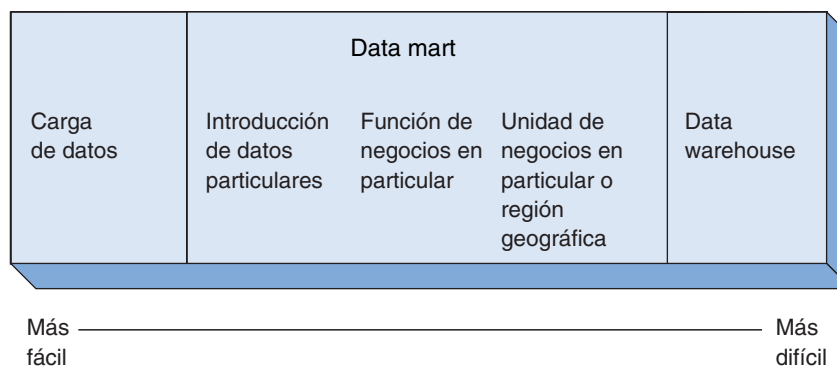 Data mart
Carga
de datos
Introducción
de datos
particulares
Función de
negocios en
particular
Unidad de
negocios en
particular o
región
geográfica
Data
warehouse
Más
fácil
Más
difícil